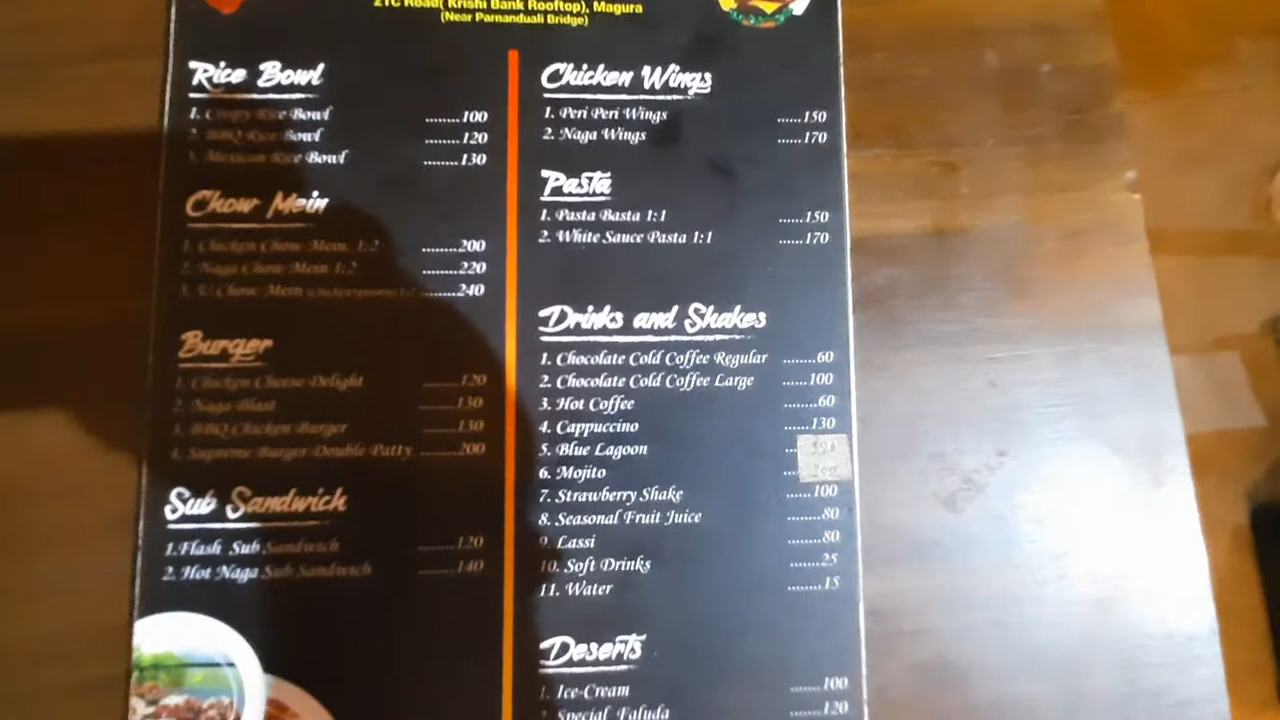 ZTC Road( Krishi Bank Rooftop), Magura
(Near Parnanduali Bridge)
Rice Bowl
1. Crispy Rice Bowl ........100
2. BBQ Rice Bowl ........120
3. Mexican Rice Bowl ........130
Chow Mein
1. Chicken Chow Mein 1:2 ........200
2. Naga Chow Mein 1:2 ........220
3. Chow Mein ........240
Burger
1. Chicken Cheese Delight ........120
2. Naga Blast ........130
3. BBQ Chicken Burger ........130
4. Supreme Burger Double Patty ........200
Sub Sandwich
1.Flash Sub Sandwich ........120
2. Hot Naga Sub Sandwich ........140
Chicken Wings
1. Peri Peri Wings ......150
2. Naga Wings ......170
Pasta
1. Pasta Basta 1:1 ......150
2. White Sauce Pasta 1:1 ......170
Drinks and Shakes
1. Chocolate Cold Coffee Regular ........60
2. Chocolate Cold Coffee Large ......100
3. Hot Coffee ........60
4. Cappuccino ......130
5. Blue Lagoon ...
6. Mojito ....
7. Strawberry Shake ......100
8. Seasonal Fruit Juice ........80
9. Lassi ........80
10. Soft Drinks ........25
11. Water ........15
Deserts
1. Ice-Cream ......100
2. Special Faluda ......120